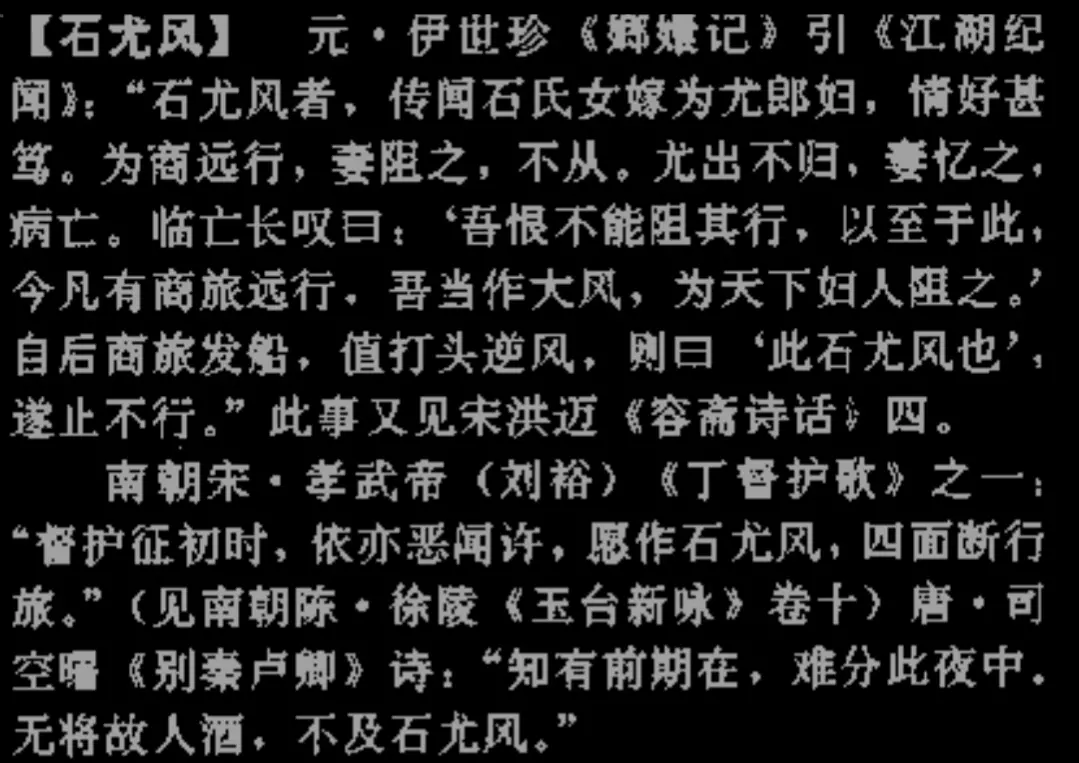 【石尤风】 元·伊世珍《嫏嬛记》引《江湖纪
闻》：“石尤风者，传闻石氏女嫁为尤郎妇，情好甚
笃。为商远行，妻阻之，不从。尤出不归，妻忆之，
病亡。临亡长叹曰：‘吾恨不能阻其行，以至于此，
今凡有商旅远行，吾当作大风，为天下妇人阻之。’
自后商旅发船，值打头逆风，则曰‘此石尤风也’，
遂止不行。”此事又见宋洪迈《容斋诗话》四。
南朝宋·孝武帝（刘裕）《丁督护歌》之一：
“督护征初时，依亦恶闻许，愿作石尤风，四面断行
旅。”（见南朝陈·徐陵《玉台新咏》卷十）唐·司
空曙《别秦卢卿》诗：“知有前期在，难分此夜中。
无将故人酒，不及石尤风。”